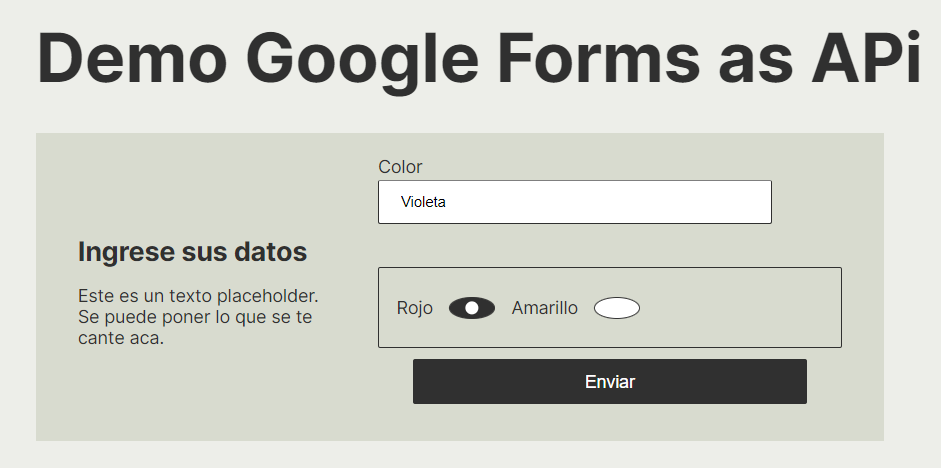 Demo Google Forms as APi
Ingrese sus datos
Este es un texto placeholder.
Se puede poner lo que se te
cante aca.
Color
Violeta
Rojo Amarillo
Enviar